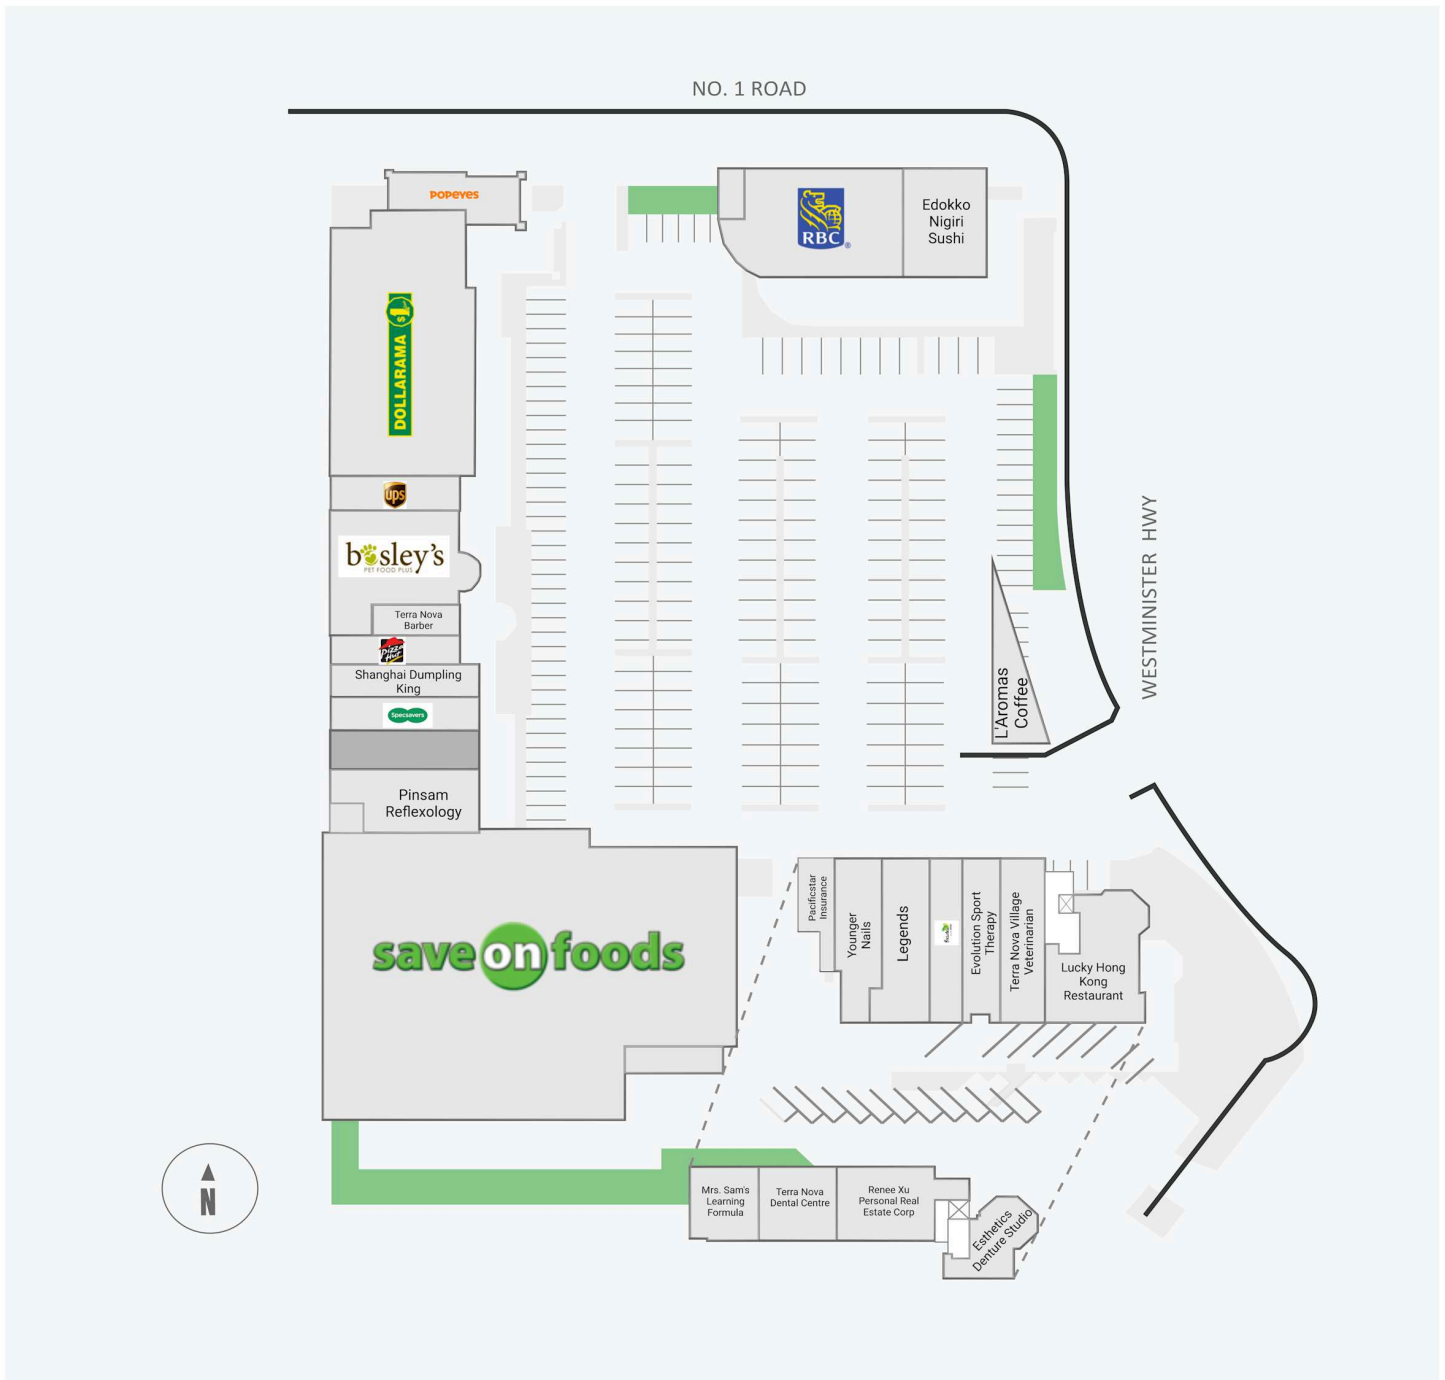 NO. 1 ROAD
POPEYES
RBC
®
Edokko
Nigiri
Sushi
DOLLARAMA
$1
ups
bosley's
PET FOOD PLUS
Terra Nova
Barber
Pizza
Hut
Shanghai Dumpling
King
Specsavers
Pinsam
Reflexology
WESTMINISTER HWY
L'Aromas
Coffee
save on foods
Pacificstar
Insurance
Younger
Nails
Legends
Evolution Sport
Therapy
Terra Nova Village
Veterinarian
Lucky Hong
Kong
Restaurant
Mrs. Sam's
Learning
Formula
Terra Nova
Dental Centre
Renee Xu
Personal Real
Estate Corp
Esthetics
Denture Studio
N